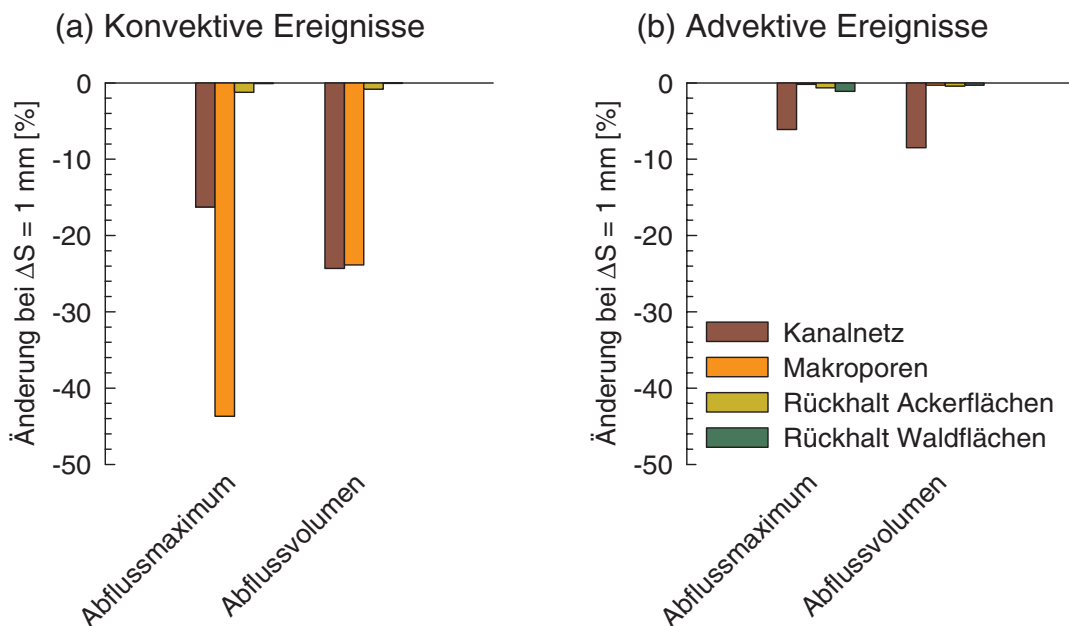 (a) Konvektive Ereignisse
Änderung bei ΔS = 1 mm [%]
0
-10
-20
-30
-40
-50
Abflussmaximum
Abflussvolumen
(b) Advektive Ereignisse
Änderung bei ΔS = 1 mm [%]
0
-10
-20
-30
-40
-50
Kanalnetz
Makroporen
Rückhalt Ackerflächen
Rückhalt Waldflächen
Abflussmaximum
Abflussvolumen